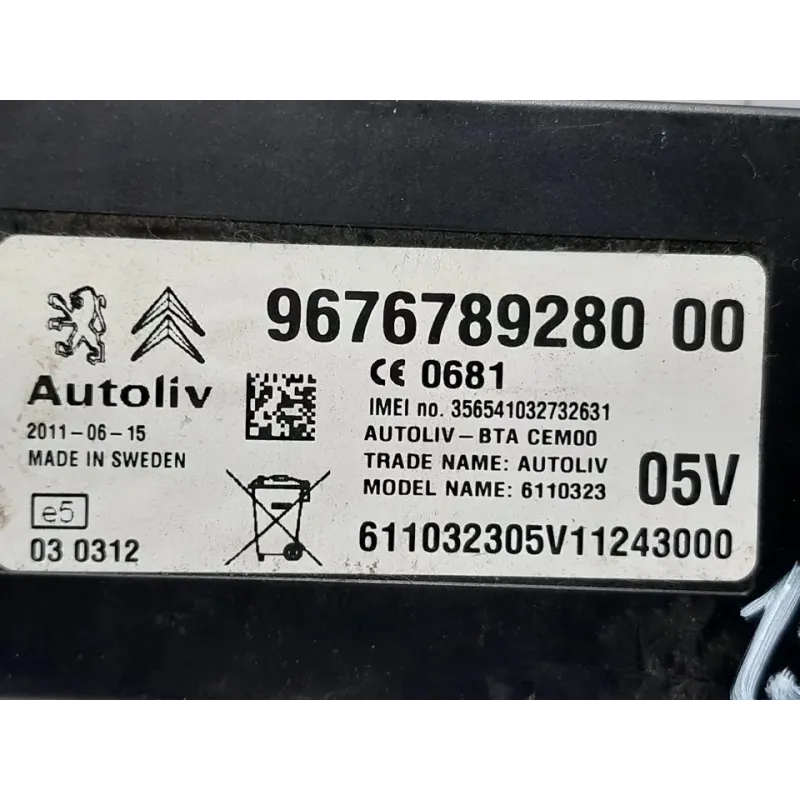 9676789280 00
CE 0681
Autoliv
IMEI no. 356541032732631
2011-06-15
AUTOLIV-BTA CEM00
MADE IN SWEDEN
TRADE NAME: AUTOLIV
05V
MODEL NAME: 6110323
e5
03 0312
611032305V11243000